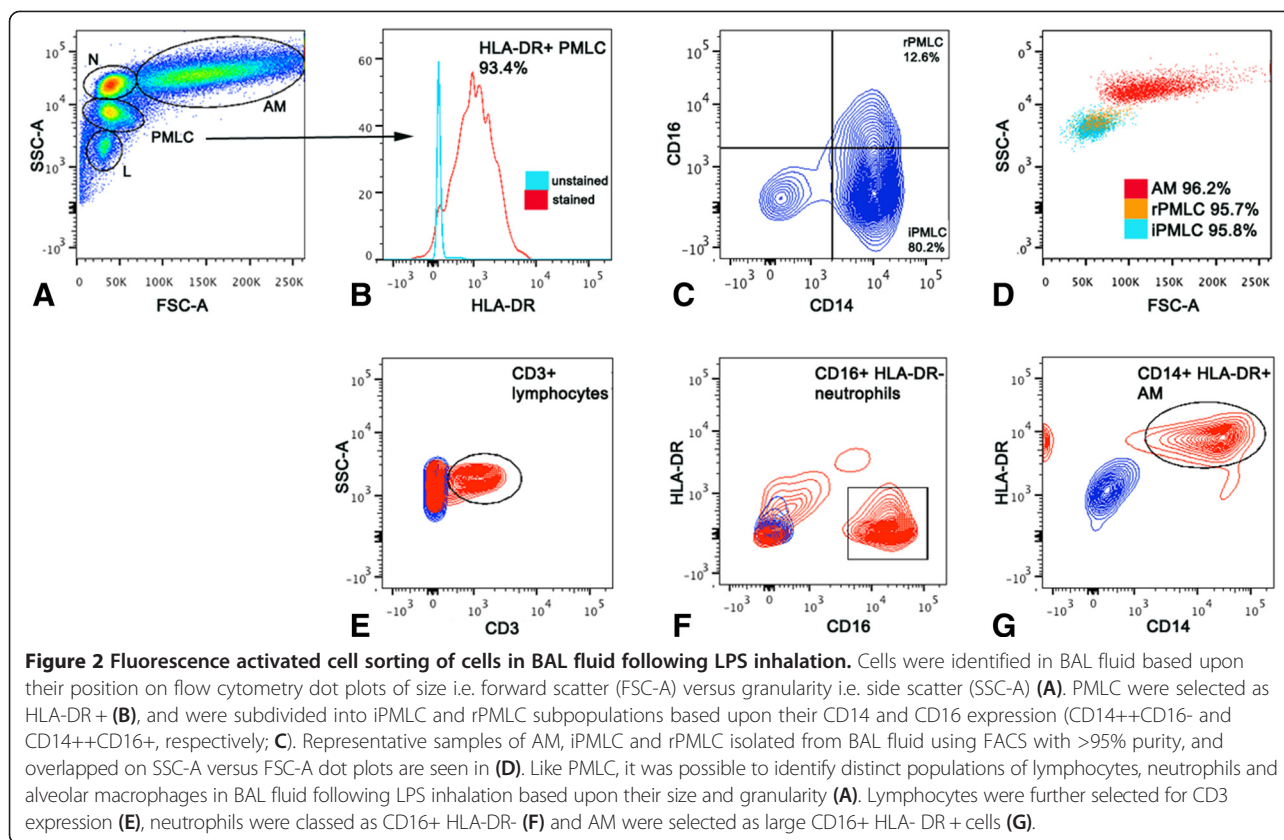 SSC-A
10^5
10^4
10^3
-10^3
N
AM
PMLC
L
0 50K 100K 150K 200K 250K
FSC-A
A
HLA-DR+ PMLC
93.4%
60
40
20
0
unstained
stained
-10^3 0 10^3 10^4 10^5
HLA-DR
B
rPMLC
12.6%
CD16
10^5
10^4
10^3
0
-10^3
iPMLC
80.2%
-10^3 0 10^3 10^4 10^5
CD14
C
SSC-A
0^5
0^4
10^3
0^3
AM 96.2%
rPMLC 95.7%
iPMLC 95.8%
0 50K 100K 150K 200K 250K
FSC-A
D
CD3+
lymphocytes
SSC-A
10^5
10^4
10^3
0
-10^3
-10^3 0 10^3 10^4 10^5
CD3
E
CD16+ HLA-DR-
neutrophils
HLA-DR
10^5
10^4
10^3
0
-10^3
-10^3 0 10^3 10^4 10^5
CD16
F
CD14+ HLA-DR+
AM
HLA-DR
10^5
10^4
10^3
0
-10^3
0 10^3 10^4 10^5
CD14
G
Figure 2 Fluorescence activated cell sorting of cells in BAL fluid following LPS inhalation. Cells were identified in BAL fluid based upon
their position on flow cytometry dot plots of size i.e. forward scatter (FSC-A) versus granularity i.e. side scatter (SSC-A) (A). PMLC were selected as
HLA-DR + (B), and were subdivided into iPMLC and rPMLC subpopulations based upon their CD14 and CD16 expression (CD14++CD16- and
CD14++CD16+, respectively; C). Representative samples of AM, iPMLC and rPMLC isolated from BAL fluid using FACS with >95% purity, and
overlapped on SSC-A versus FSC-A dot plots are seen in (D). Like PMLC, it was possible to identify distinct populations of lymphocytes, neutrophils and
alveolar macrophages in BAL fluid following LPS inhalation based upon their size and granularity (A). Lymphocytes were further selected for CD3
expression (E), neutrophils were classed as CD16+ HLA-DR- (F) and AM were selected as large CD16+ HLA- DR + cells (G).